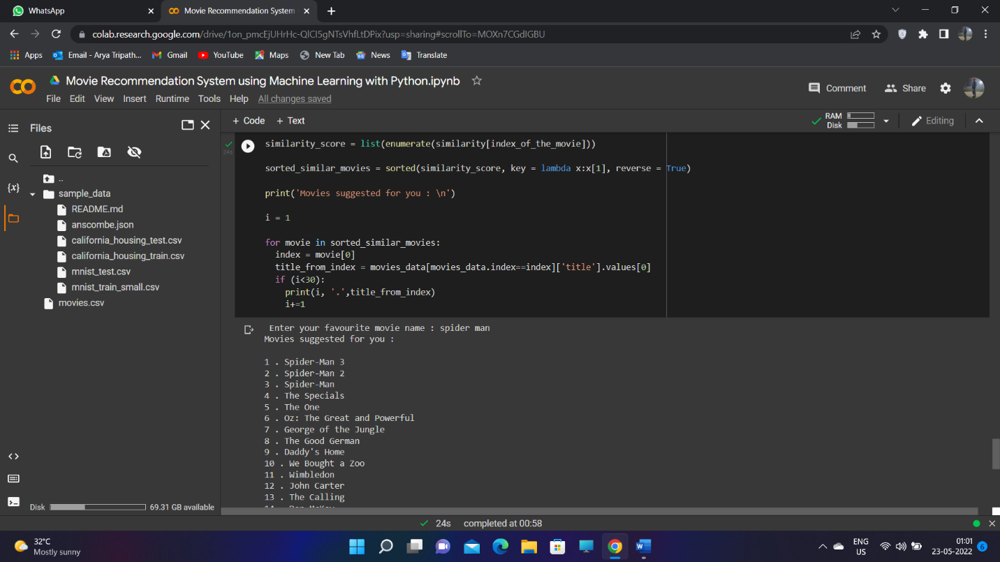 WhatsApp
Movie Recommendation System
colab.research.google.com/drive/1on_pmcEjUHrHc-QlCI5gNTsVhfLtDPix?usp=sharing#scrollTo=MOXn7CGdIGBU
Apps Email - Arya Tripath... Gmail YouTube Maps New Tab News Translate
Movie Recommendation System using Machine Learning with Python.ipynb
File Edit View Insert Runtime Tools Help All changes saved
Comment Share
Files
+ Code + Text
RAM
Disk
Editing
..
sample_data
README.md
anscombe.json
california_housing_test.csv
california_housing_train.csv
mnist_test.csv
mnist_train_small.csv
movies.csv
{x}
Disk 69.31 GB available
24s
similarity_score = list(enumerate(similarity[index_of_the_movie]))
sorted_similar_movies = sorted(similarity_score, key = lambda x:x[1], reverse = True)
print('Movies suggested for you : \n')
i = 1
for movie in sorted_similar_movies:
index = movie[0]
title_from_index = movies_data[movies_data.index==index]['title'].values[0]
if (i<30):
print(i, '.',title_from_index)
i+=1
Enter your favourite movie name : spider man
Movies suggested for you :
1 . Spider-Man 3
2 . Spider-Man 2
3 . Spider-Man
4 . The Specials
5 . The One
6 . Oz: The Great and Powerful
7 . George of the Jungle
8 . The Good German
9 . Daddy's Home
10 . We Bought a Zoo
11 . Wimbledon
12 . John Carter
13 . The Calling
24s completed at 00:58
32°C
Mostly sunny
ENG
US
01:01
23-05-2022
6